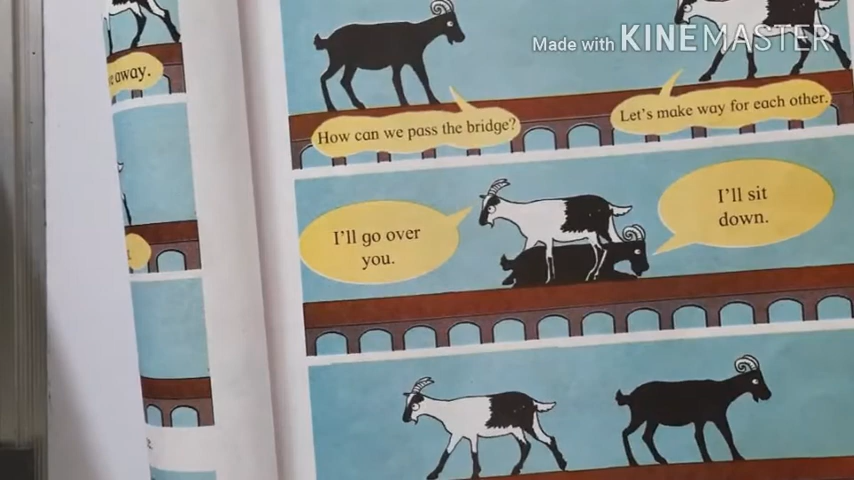 Made with KINEMASTER
away.
How can we pass the bridge?
Let's make way for each other.
I'll go over
you.
I'll sit
down.